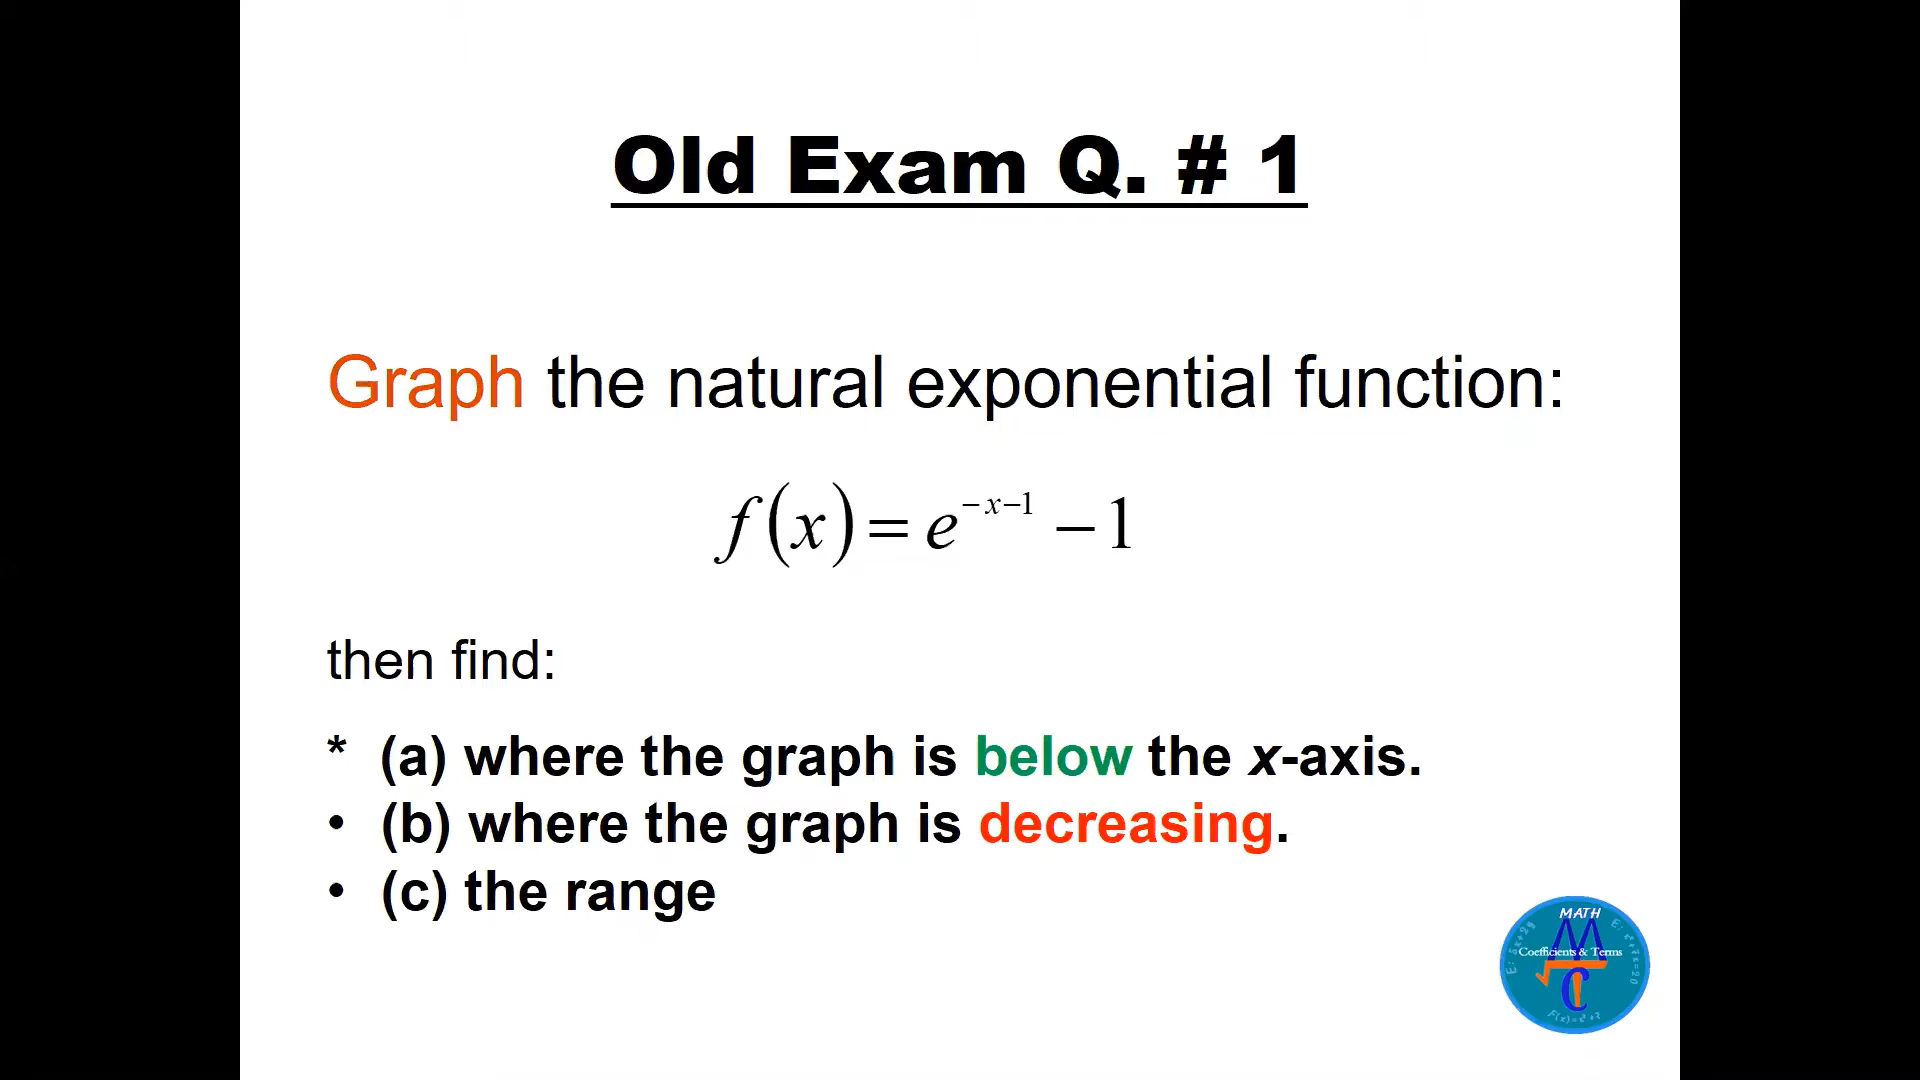 Old Exam Q. # 1
Graph the natural exponential function:
f(x) = e^{-x-1} - 1
then find:
* (a) where the graph is below the x-axis.
• (b) where the graph is decreasing.
• (c) the range
MATH
Coefficients & Terms